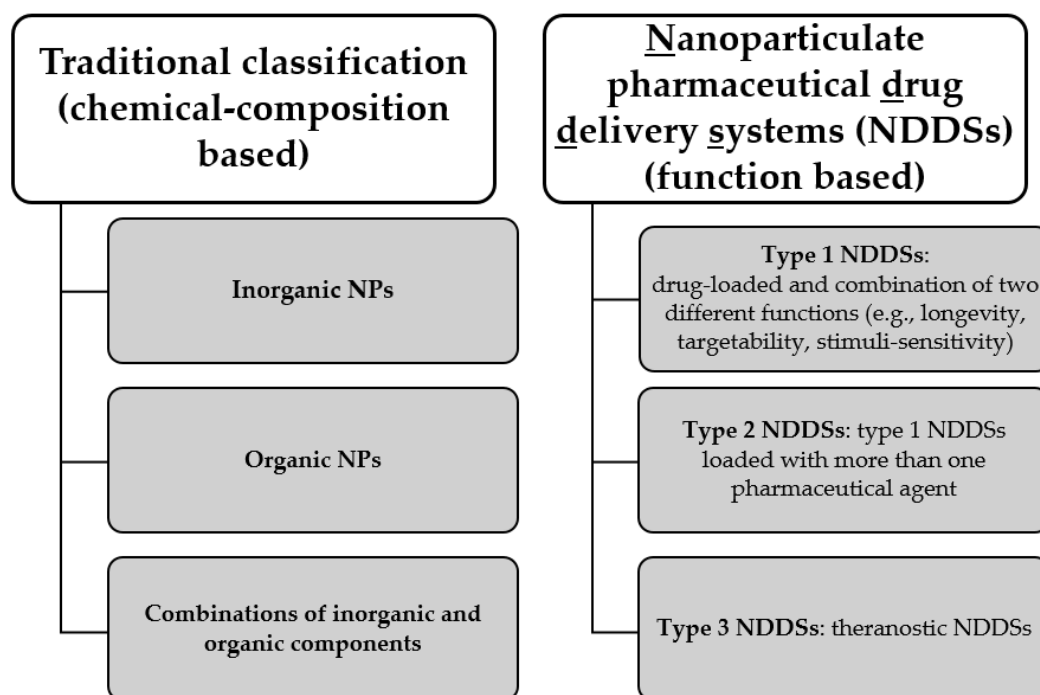 Traditional classification
(chemical-composition
based)
Inorganic NPs
Organic NPs
Combinations of inorganic and
organic components
Nanoparticulate
pharmaceutical drug
delivery systems (NDDSs)
(function based)
Type 1 NDDSs:
drug-loaded and combination of two
different functions (e.g., longevity,
targetability, stimuli-sensitivity)
Type 2 NDDSs: type 1 NDDSs
loaded with more than one
pharmaceutical agent
Type 3 NDDSs: theranostic NDDSs